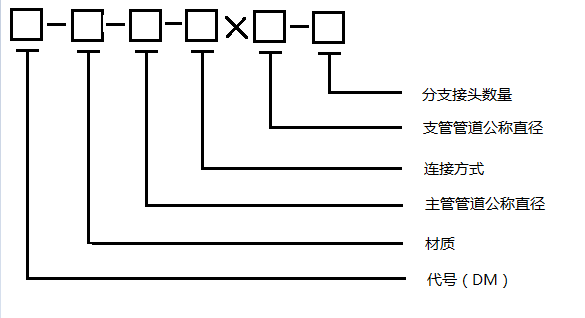 □-□-□-□×□-□
分支接头数量
支管管道公称直径
连接方式
主管管道公称直径
材质
代号（DM）